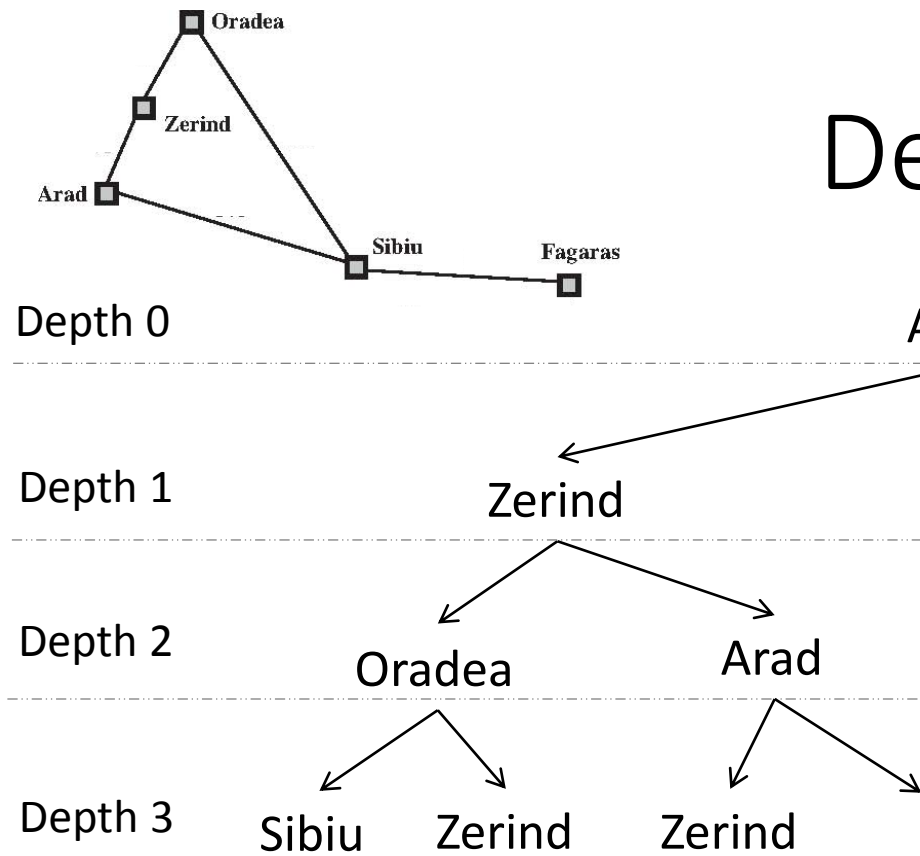 Oradea
Zerind
Arad
Sibiu
Fagaras
De
Depth 0
A
Depth 1
Zerind
Depth 2
Oradea Arad
Depth 3
Sibiu Zerind Zerind